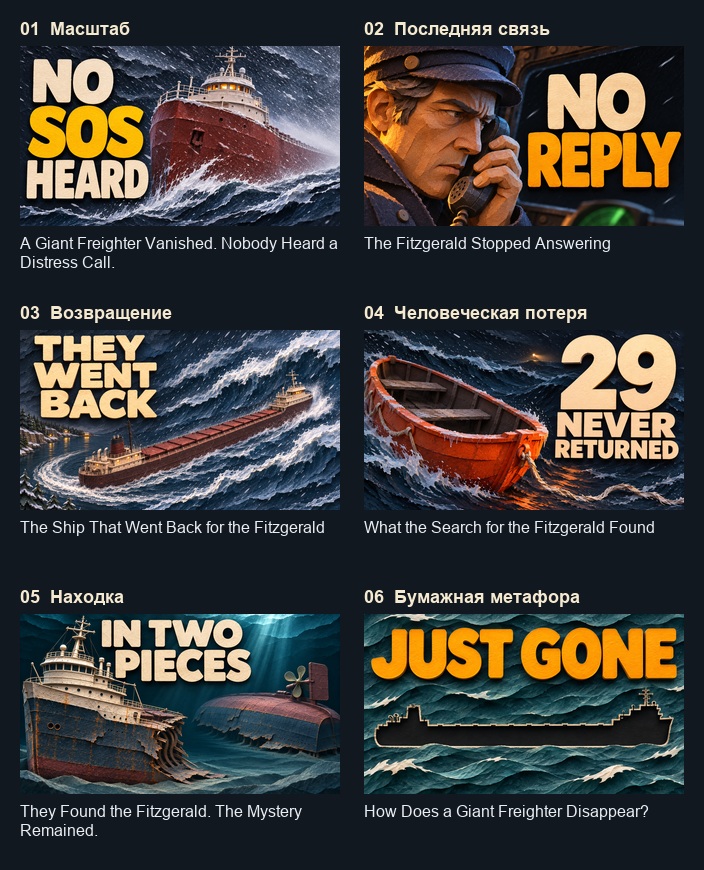 01 Масштаб
NO
SOS
HEARD
A Giant Freighter Vanished. Nobody Heard a
Distress Call.
02 Последняя связь
NO
REPLY
The Fitzgerald Stopped Answering
03 Возвращение
THEY
WENT
BACK
The Ship That Went Back for the Fitzgerald
04 Человеческая потеря
29
NEVER
RETURNED
What the Search for the Fitzgerald Found
05 Находка
IN TWO
PIECES
They Found the Fitzgerald. The Mystery
Remained.
06 Бумажная метафора
JUST GONE
How Does a Giant Freighter Disappear?